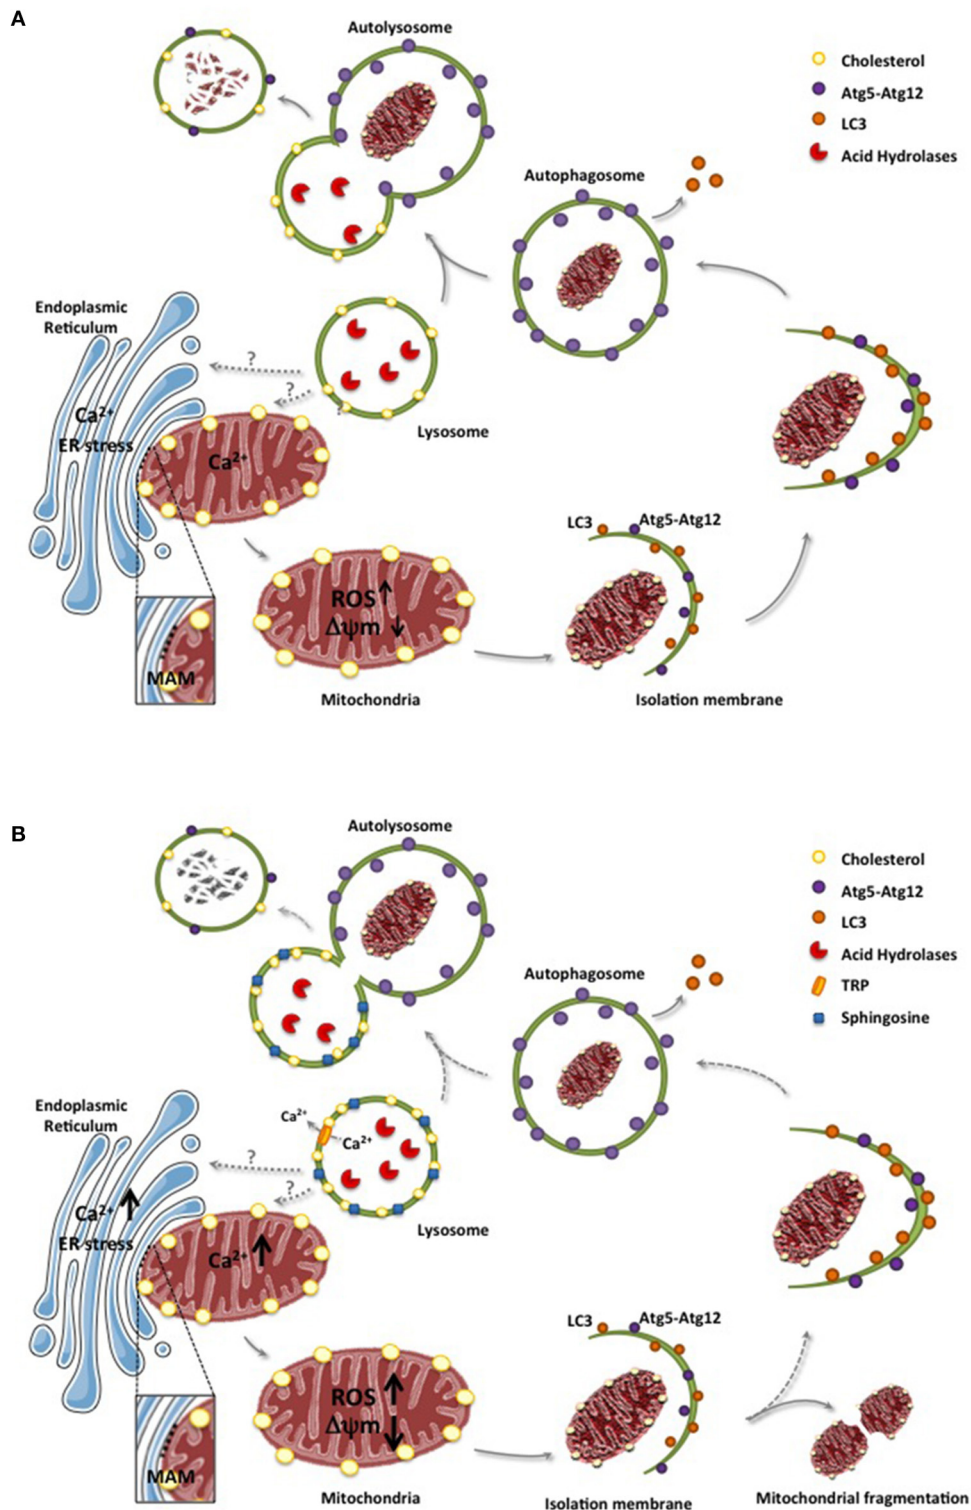 A
Autolysosome
Cholesterol
Atg5-Atg12
LC3
Acid Hydrolases
Autophagosome
Endoplasmic
Reticulum
?
?
?
Ca2+
ER stress
Ca2+
Lysosome
LC3
Atg5-Atg12
ROS
Δψm
MAM
Mitochondria
Isolation membrane
B
Autolysosome
Cholesterol
Atg5-Atg12
LC3
Acid Hydrolases
TRP
Sphingosine
Autophagosome
Endoplasmic
Reticulum
Ca2+
Ca2+
?
?
Ca2+
ER stress
Ca2+
Lysosome
LC3
Atg5-Atg12
ROS
Δψm
MAM
Mitochondria
Isolation membrane
Mitochondrial fragmentation